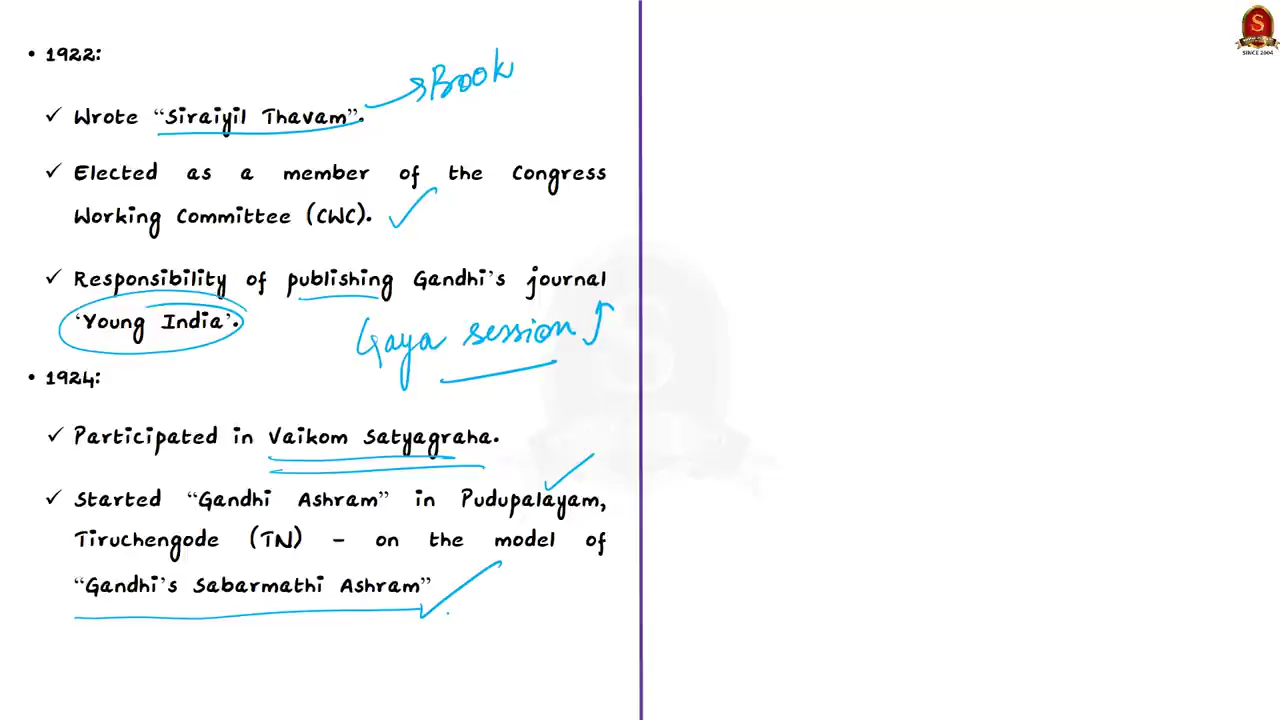 • 1922:
Book
✓ Wrote “Siraiyil Thavam”.
✓ Elected as a member of the Congress
Working Committee (CWC).
✓ Responsibility of publishing Gandhi's journal
‘Young India’.
Gaya session
• 1924:
✓ Participated in Vaikom Satyagraha.
✓ Started “Gandhi Ashram” in Pudupalayam,
Tiruchengode (TN) - on the model of
“Gandhi's Sabarmathi Ashram”
S
SINCE 2004